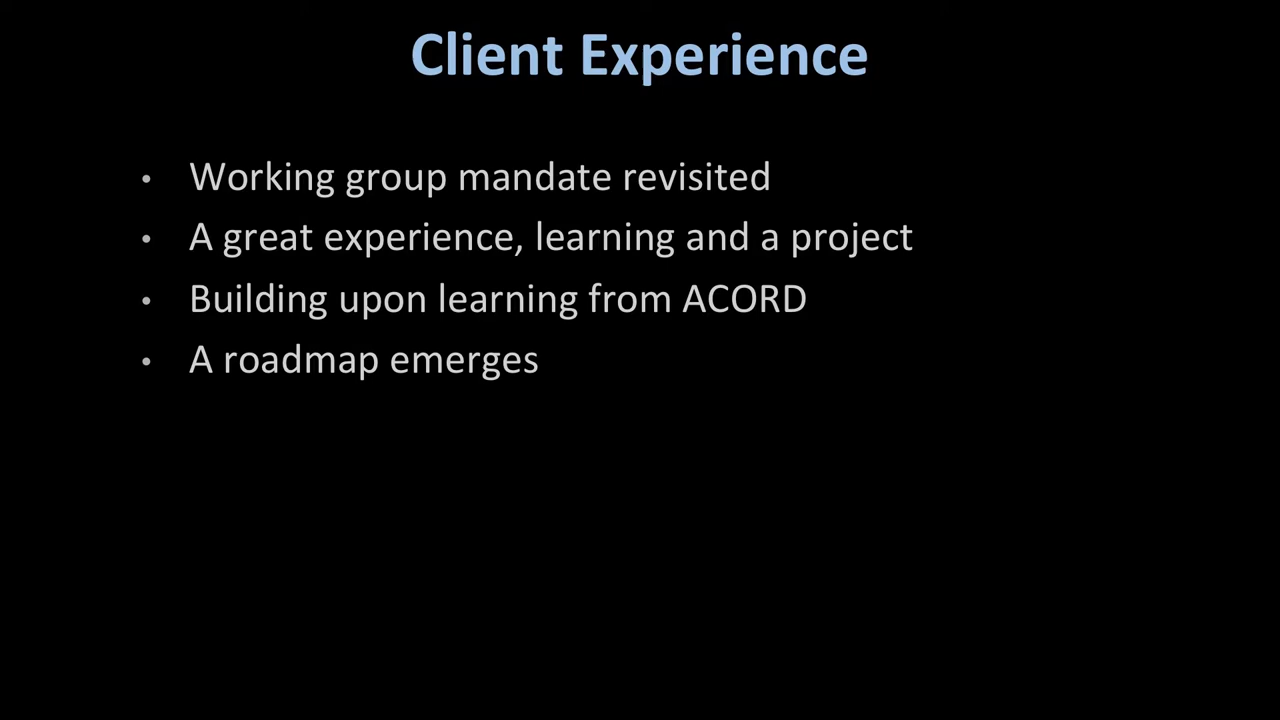 Client Experience
• Working group mandate revisited
• A great experience, learning and a project
• Building upon learning from ACORD
• A roadmap emerges